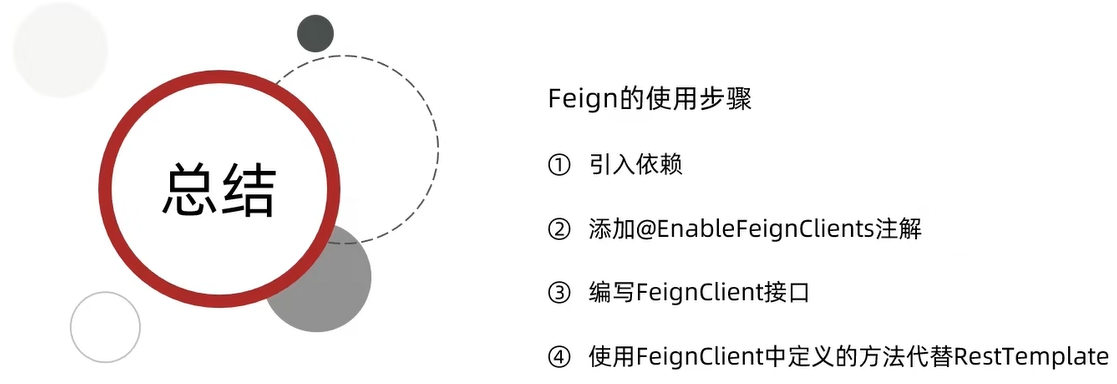 总结
Feign的使用步骤
① 引入依赖
② 添加@EnableFeignClients注解
③ 编写FeignClient接口
④ 使用FeignClient中定义的方法代替RestTemplate